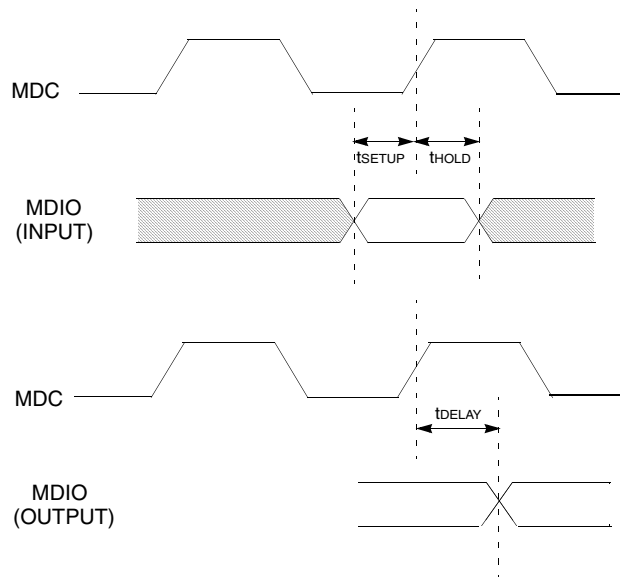 MDC
tSETUP tHOLD
MDIO
(INPUT)
MDC
tDELAY
MDIO
(OUTPUT)